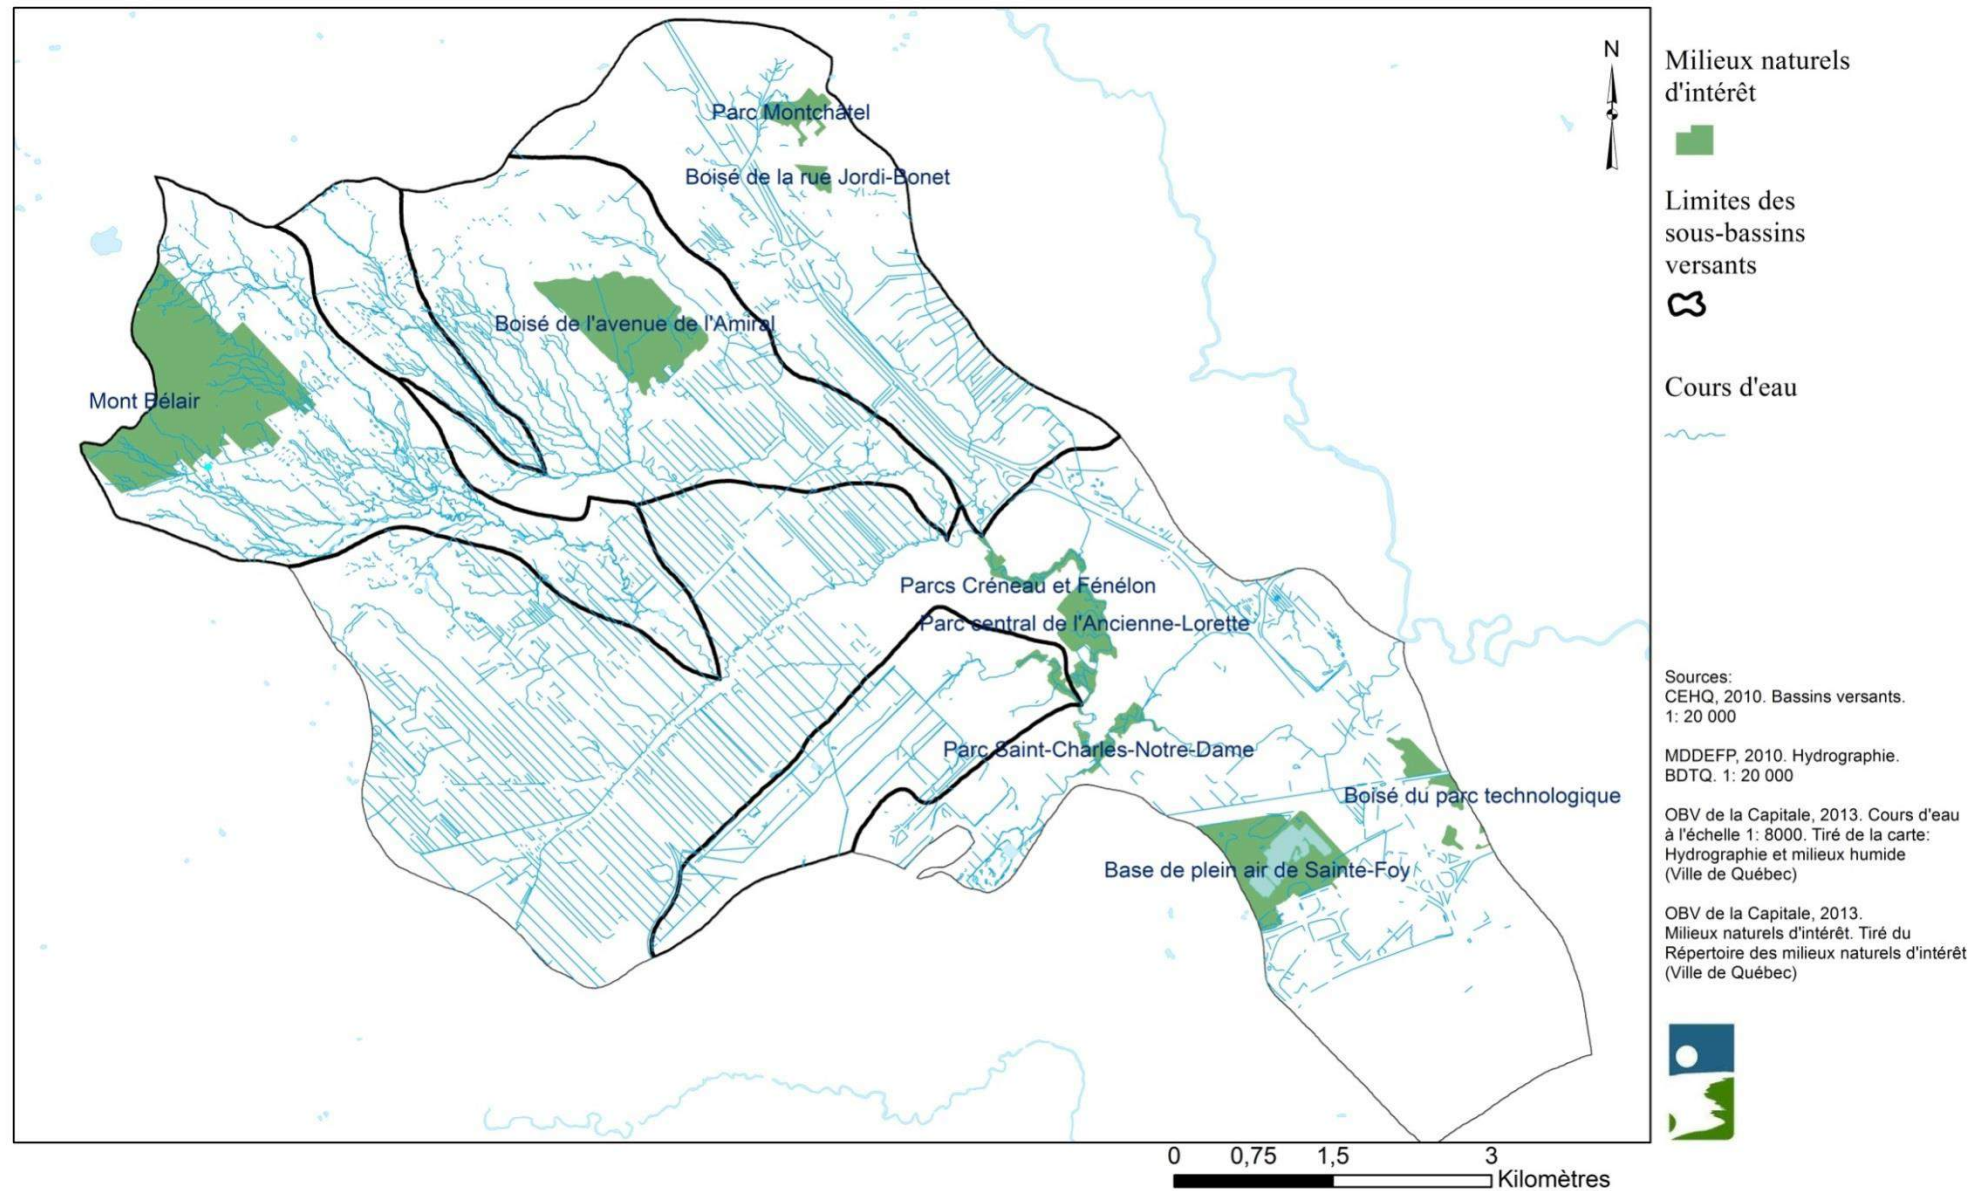 Parc Montchâtel
Boisé de la rue Jordi-Bonet
Boisé de l'avenue de l'Amiral
Mont Bélair
Parcs Créneau et Fénélon
Parc central de l'Ancienne-Lorette
Parc Saint-Charles-Notre-Dame
Boisé du parc technologique
Base de plein air de Sainte-Foy
N
Milieux naturels
d'intérêt
Limites des
sous-bassins
versants
Cours d'eau
Sources:
CEHQ, 2010. Bassins versants.
1: 20 000
MDDEFP, 2010. Hydrographie.
BDTQ. 1: 20 000
OBV de la Capitale, 2013. Cours d'eau
à l'échelle 1: 8000. Tiré de la carte:
Hydrographie et milieu humide
(Ville de Québec)
OBV de la Capitale, 2013.
Milieux naturels d'intérêt. Tiré du
Répertoire des milieux naturels d'intérêt
(Ville de Québec)
0 0,75 1,5 3
Kilomètres